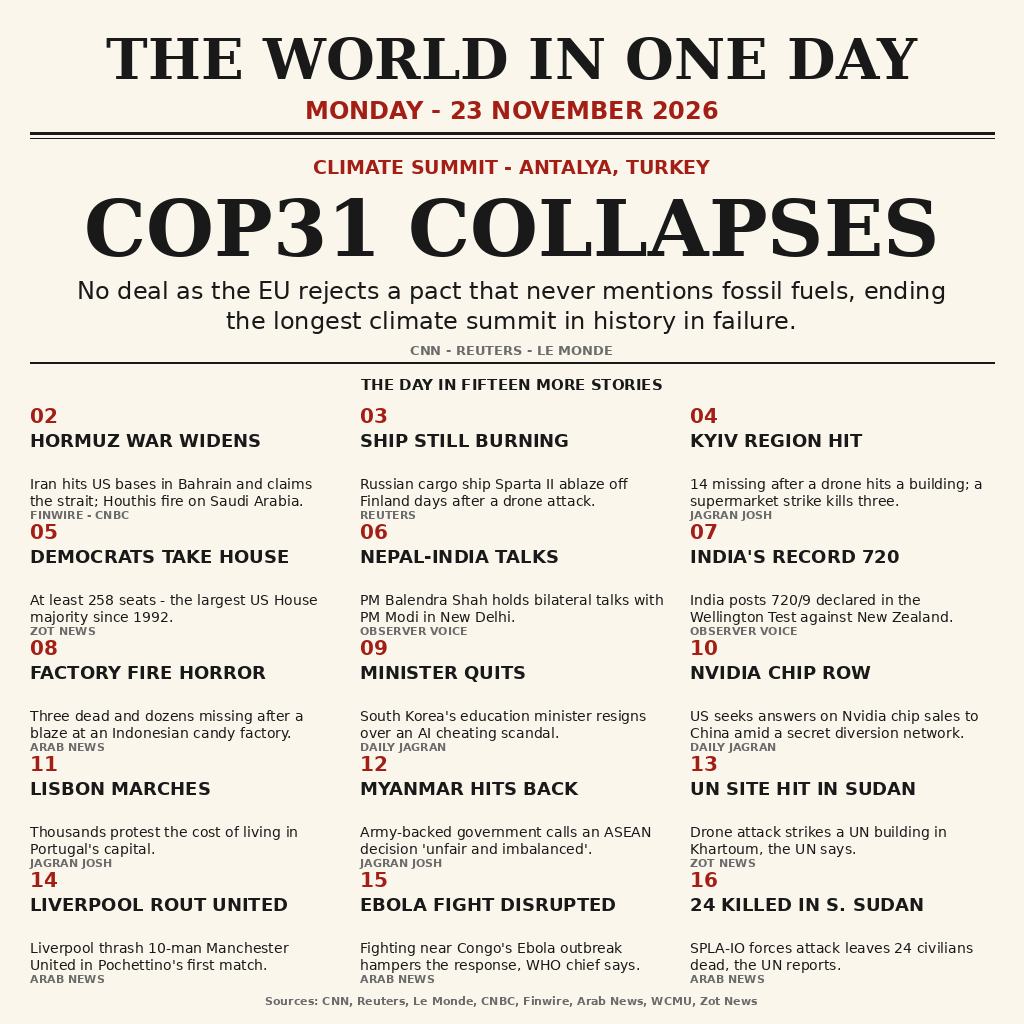 THE WORLD IN ONE DAY
MONDAY - 23 NOVEMBER 2026
CLIMATE SUMMIT - ANTALYA, TURKEY
COP31 COLLAPSES
No deal as the EU rejects a pact that never mentions fossil fuels, ending
the longest climate summit in history in failure.
CNN - REUTERS - LE MONDE
THE DAY IN FIFTEEN MORE STORIES
02
HORMUZ WAR WIDENS
Iran hits US bases in Bahrain and claims
the strait; Houthis fire on Saudi Arabia.
FINWIRE - CNBC
03
SHIP STILL BURNING
Russian cargo ship Sparta II ablaze off
Finland days after a drone attack.
REUTERS
04
KYIV REGION HIT
14 missing after a drone hits a building; a
supermarket strike kills three.
JAGRAN JOSH
05
DEMOCRATS TAKE HOUSE
At least 258 seats - the largest US House
majority since 1992.
ZOT NEWS
06
NEPAL-INDIA TALKS
PM Balendra Shah holds bilateral talks with
PM Modi in New Delhi.
OBSERVER VOICE
07
INDIA'S RECORD 720
India posts 720/9 declared in the
Wellington Test against New Zealand.
OBSERVER VOICE
08
FACTORY FIRE HORROR
Three dead and dozens missing after a
blaze at an Indonesian candy factory.
ARAB NEWS
09
MINISTER QUITS
South Korea's education minister resigns
over an AI cheating scandal.
DAILY JAGRAN
10
NVIDIA CHIP ROW
US seeks answers on Nvidia chip sales to
China amid a secret diversion network.
DAILY JAGRAN
11
LISBON MARCHES
Thousands protest the cost of living in
Portugal's capital.
JAGRAN JOSH
12
MYANMAR HITS BACK
Army-backed government calls an ASEAN
decision 'unfair and imbalanced'.
JAGRAN JOSH
13
UN SITE HIT IN SUDAN
Drone attack strikes a UN building in
Khartoum, the UN says.
ZOT NEWS
14
LIVERPOOL ROUT UNITED
Liverpool thrash 10-man Manchester
United in Pochettino's first match.
ARAB NEWS
15
EBOLA FIGHT DISRUPTED
Fighting near Congo's Ebola outbreak
hampers the response, WHO chief says.
ARAB NEWS
16
24 KILLED IN S. SUDAN
SPLA-IO forces attack leaves 24 civilians
dead, the UN reports.
ARAB NEWS
Sources: CNN, Reuters, Le Monde, CNBC, Finwire, Arab News, WCMU, Zot News